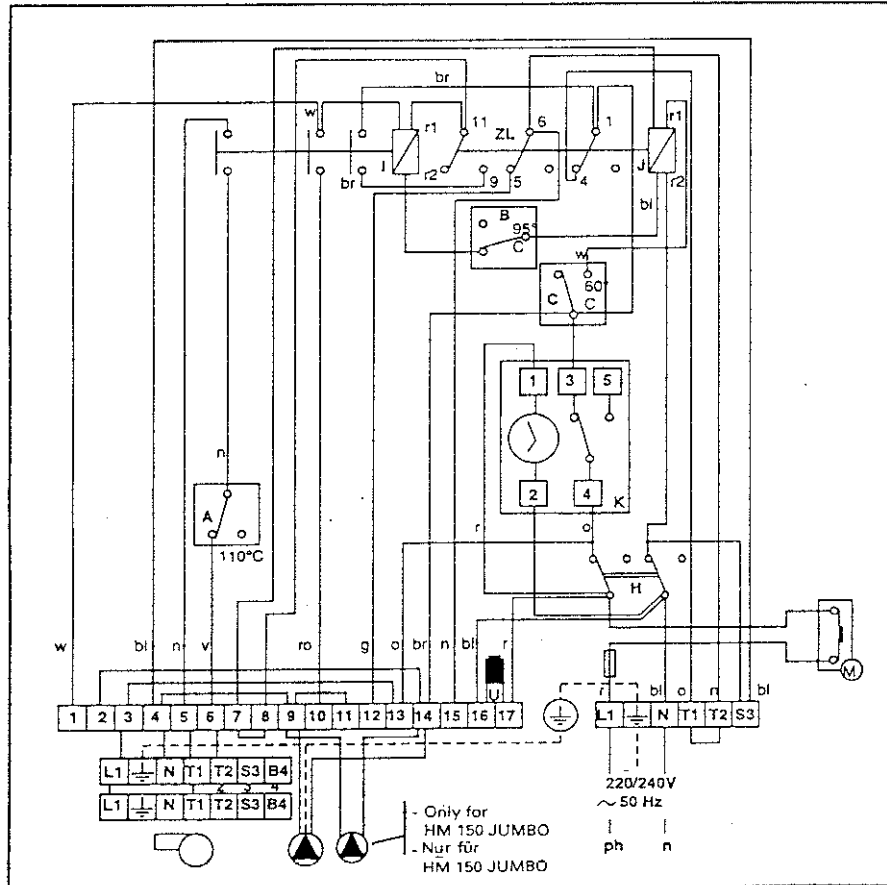 br
w
r1
11
ZL
6
1
r1
I
r2
9
5
4
J
r2
br
B
95°
C
bl
w
60°
C
C
1
3
5
n
A
110°C
2
4
K
r
o
H
M
w
bl
n
v
ro
g
o
br
n
bl
r
U
r
bl
o
n
bl
1 2 3 4 5 6 7 8 9 10 11 12 13 14 15 16 17
L1 N T1 T2 S3
L1 N T1 T2 S3 B4
2 3 4
L1 N T1 T2 S3 B4
220/240V
~ 50 Hz
ph n
- Only for
HM 150 JUMBO
- Nur für
HM 150 JUMBO